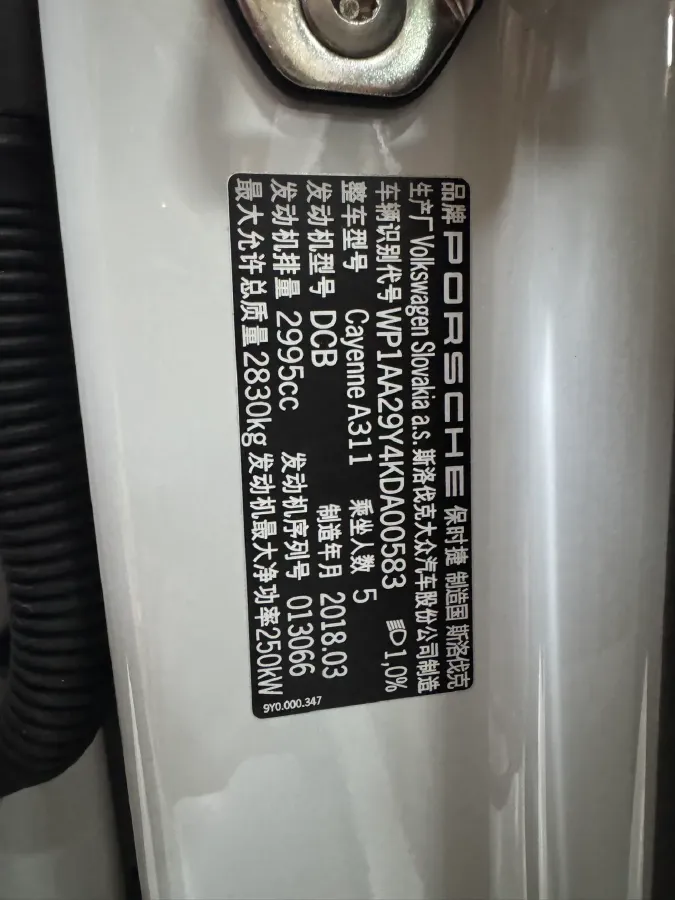 品牌 PORSCHE 保时捷 制造国 斯洛伐克
生产厂 Volkswagen Slovakia a.s. 斯洛伐克大众汽车股份公司制造
车辆识别代号 WP1AA29Y4KDA00583 1,0%
整车型号 Cayenne A311 乘坐人数 5
发动机型号 DCB 制造年月 2018.03
发动机排量 2995cc 发动机序列号 013066
最大允许总质量 2830kg 发动机最大净功率 250kW
9Y0.000.347